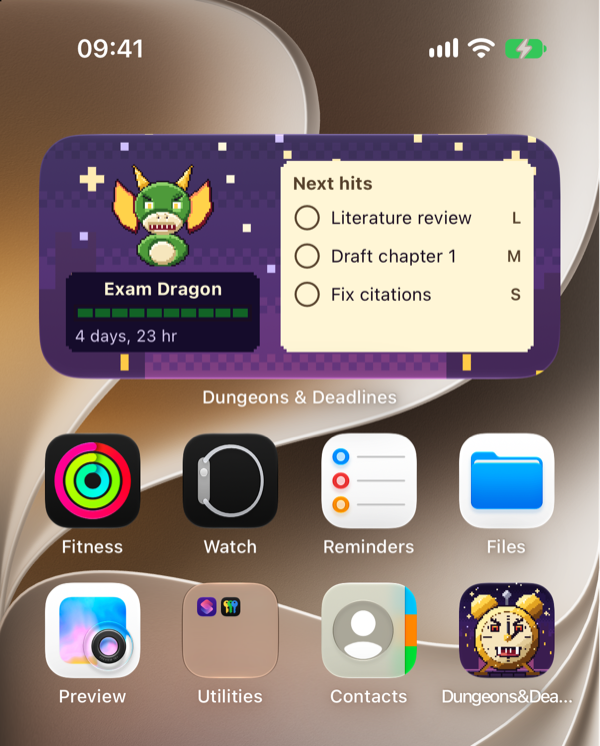 09:41
Next hits
Literature review L
Draft chapter 1 M
Fix citations S
Exam Dragon
4 days, 23 hr
Dungeons & Deadlines
Fitness Watch Reminders Files
Preview Utilities Contacts Dungeons&Dea...